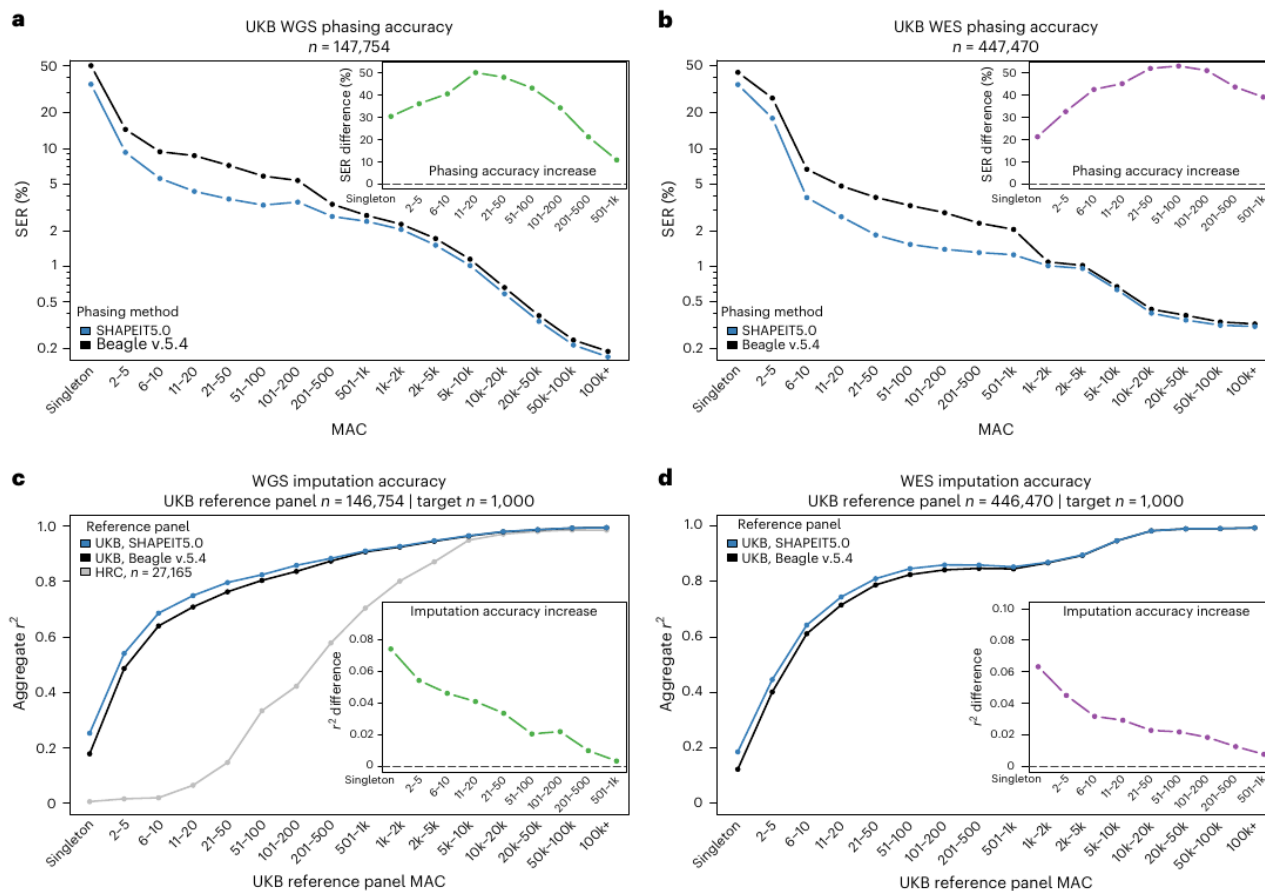 a
UKB WGS phasing accuracy
n = 147,754
SER (%)
50
20
10
5
2
1
0.5
0.2
SER difference (%)
50
40
30
20
10
0
Phasing accuracy increase
Singleton
2–5
6–10
11–20
21–50
51–100
101–200
201–500
501–1k
Phasing method
SHAPEIT5.0
Beagle v.5.4
Singleton
2–5
6–10
11–20
21–50
51–100
101–200
201–500
501–1k
1k–2k
2k–5k
5k–10k
10k–20k
20k–50k
50k–100k
100k+
MAC
b
UKB WES phasing accuracy
n = 447,470
SER (%)
50
20
10
5
2
1
0.5
0.2
SER difference (%)
50
40
30
20
10
0
Phasing accuracy increase
Singleton
2–5
6–10
11–20
21–50
51–100
101–200
201–500
501–1k
Phasing method
SHAPEIT5.0
Beagle v.5.4
Singleton
2–5
6–10
11–20
21–50
51–100
101–200
201–500
501–1k
1k–2k
2k–5k
5k–10k
10k–20k
20k–50k
50k–100k
100k+
MAC
c
WGS imputation accuracy
UKB reference panel n = 146,754 | target n = 1,000
Aggregate r²
1.0
0.8
0.6
0.4
0.2
0
Reference panel
UKB, SHAPEIT5.0
UKB, Beagle v.5.4
HRC, n = 27,165
Imputation accuracy increase
r² difference
0.08
0.06
0.04
0.02
0
Singleton
2–5
6–10
11–20
21–50
51–100
101–200
201–500
501–1k
Singleton
2–5
6–10
11–20
21–50
51–100
101–200
201–500
501–1k
1k–2k
2k–5k
5k–10k
10k–20k
20k–50k
50k–100k
100k+
UKB reference panel MAC
d
WES imputation accuracy
UKB reference panel n = 446,470 | target n = 1,000
Aggregate r²
1.0
0.8
0.6
0.4
0.2
0
Reference panel
UKB, SHAPEIT5.0
UKB, Beagle v.5.4
Imputation accuracy increase
r² difference
0.10
0.08
0.06
0.04
0.02
0
Singleton
2–5
6–10
11–20
21–50
51–100
101–200
201–500
501–1k
Singleton
2–5
6–10
11–20
21–50
51–100
101–200
201–500
501–1k
1k–2k
2k–5k
5k–10k
10k–20k
20k–50k
50k–100k
100k+
UKB reference panel MAC